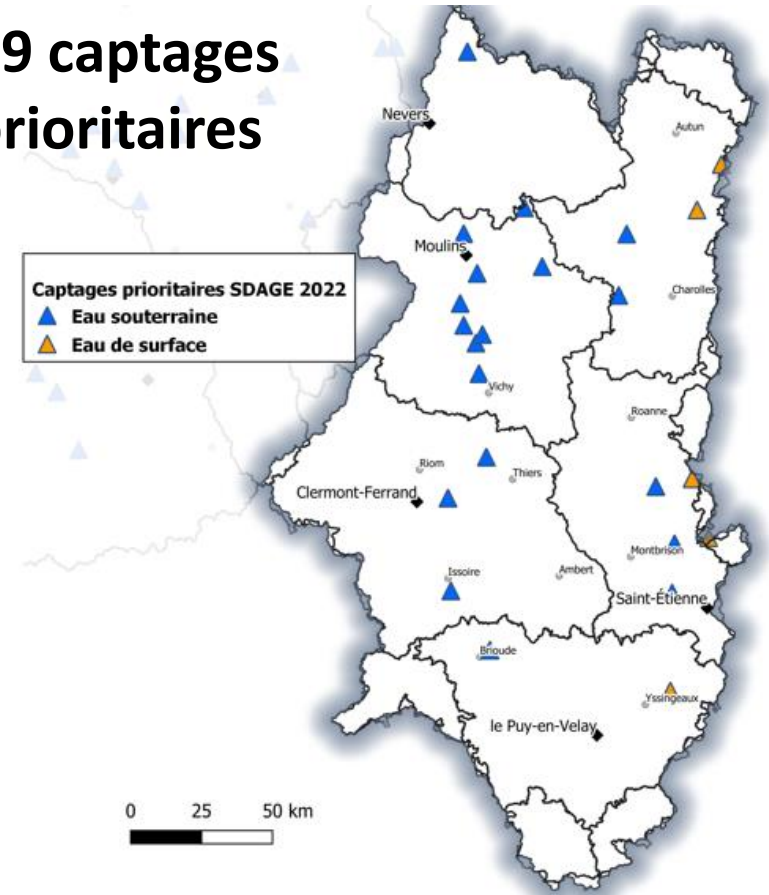 9 captages
rioritaires
Nevers
Autun
Captages prioritaires SDAGE 2022
Eau souterraine
Eau de surface
Moulins
Charolles
Vichy
Roanne
Riom
Thiers
Clermont-Ferrand
Montbrison
Issoire
Ambert
Saint-Étienne
Brioude
Yssingeaux
le Puy-en-Velay
0 25 50 km